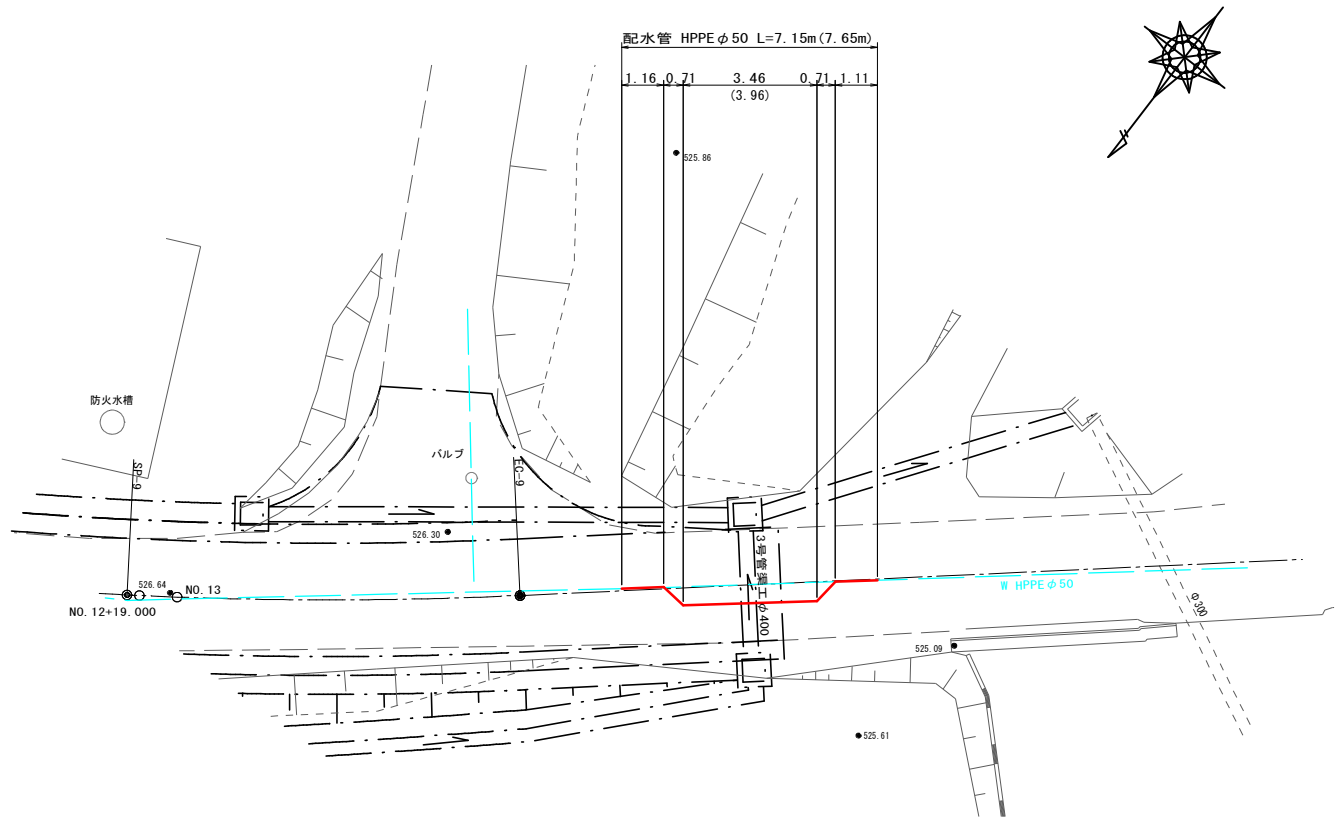 配水管 HPPEφ50 L=7.15m(7.65m)
1.16 0.71 3.46 0.71 1.11
(3.96)
525.86
防火水槽
バルブ
SP-9
EC-9
526.30
3号管渠工φ400
526.64
NO.13
NO.12+19.000
W HPPEφ50
Φ300
525.09
525.61